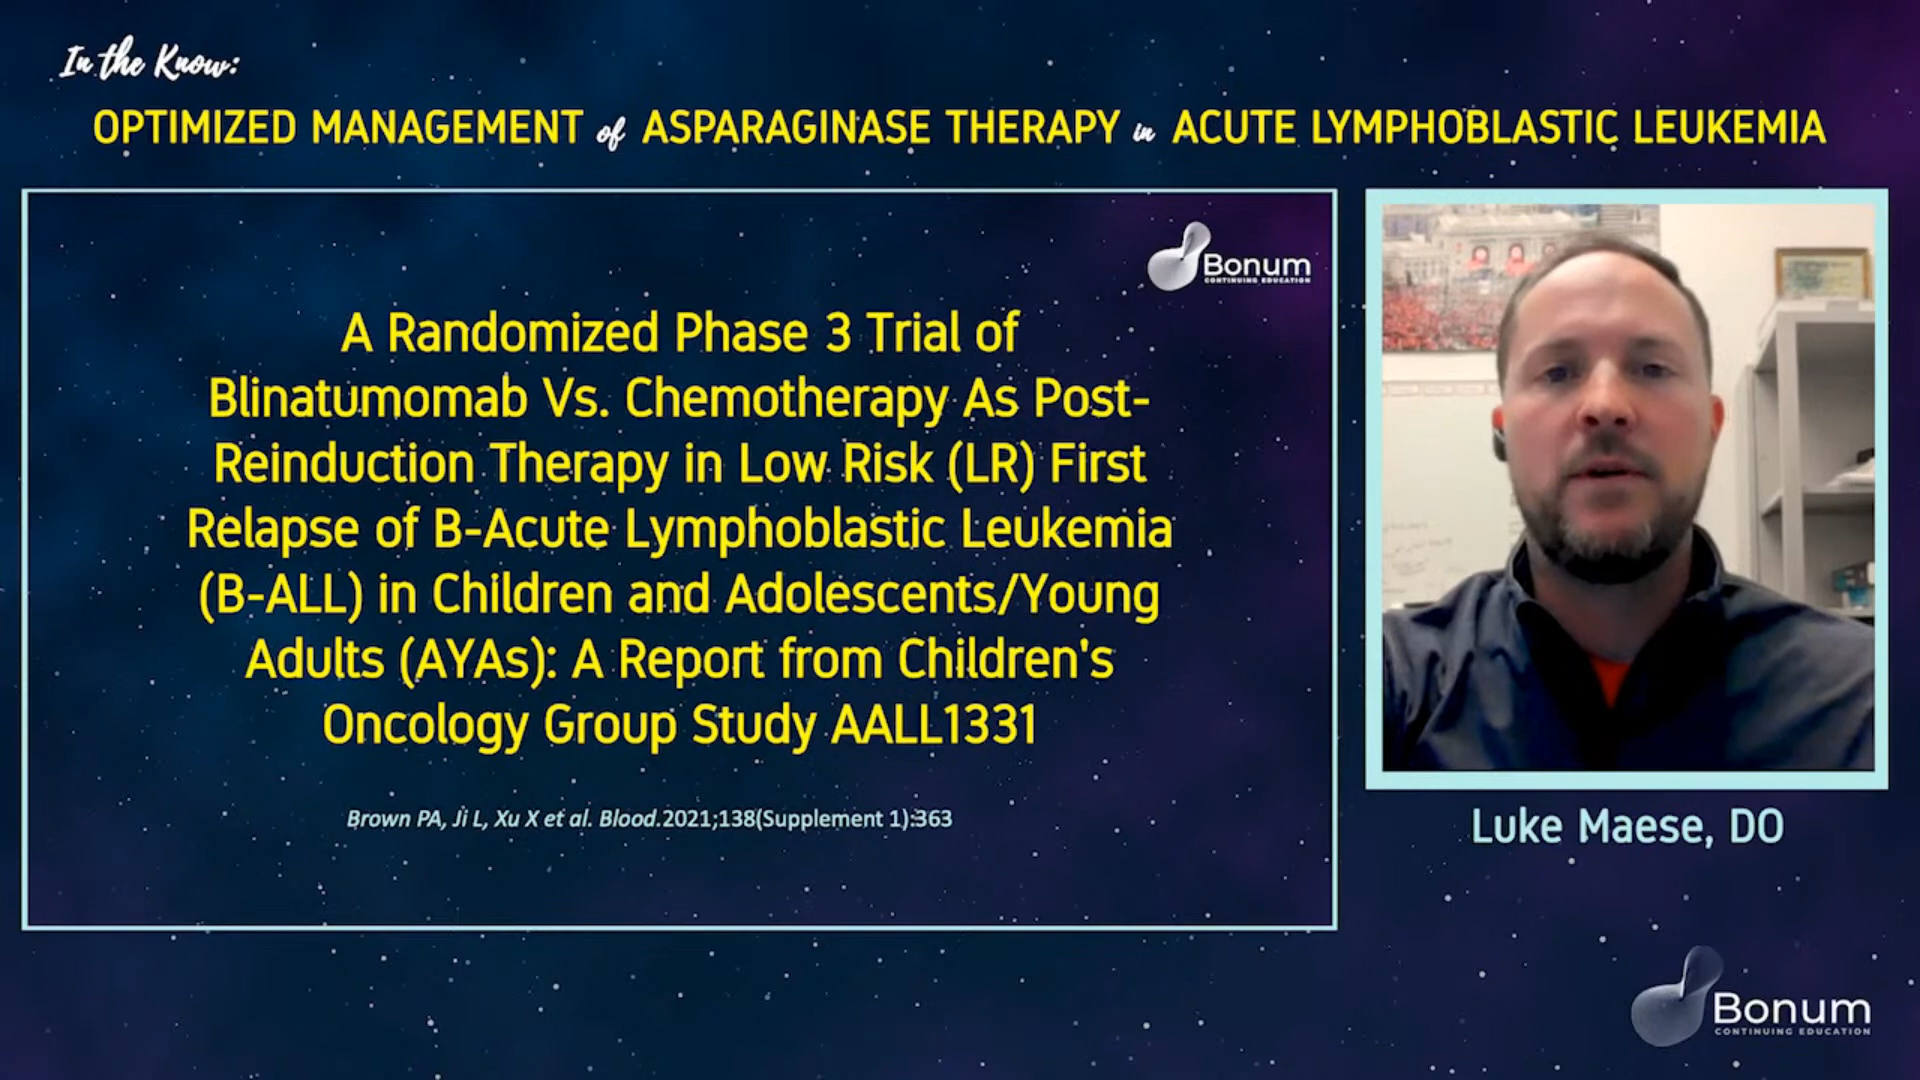 In the Know:
OPTIMIZED MANAGEMENT of ASPARAGINASE THERAPY in ACUTE LYMPHOBLASTIC LEUKEMIA
Bonum
CONTINUING EDUCATION
A Randomized Phase 3 Trial of
Blinatumomab Vs. Chemotherapy As Post-
Reinduction Therapy in Low Risk (LR) First
Relapse of B-Acute Lymphoblastic Leukemia
(B-ALL) in Children and Adolescents/Young
Adults (AYAs): A Report from Children's
Oncology Group Study AALL1331
Brown PA, Ji L, Xu X et al. Blood.2021;138(Supplement 1):363
Luke Maese, DO
Bonum
CONTINUING EDUCATION